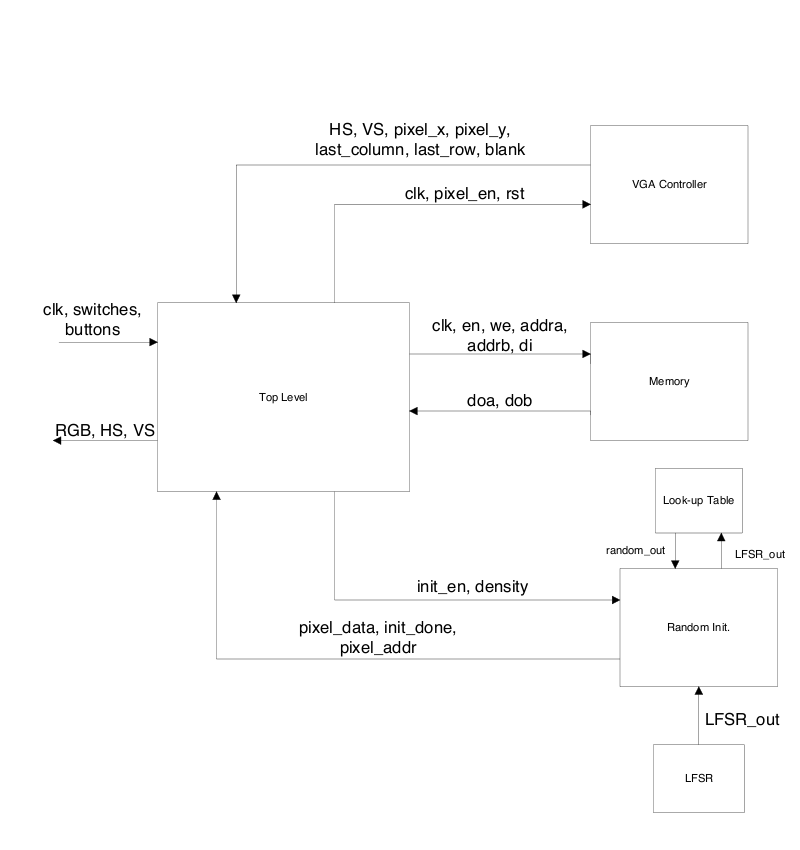 HS, VS, pixel_x, pixel_y,
last_column, last_row, blank
VGA Controller
clk, pixel_en, rst
clk, switches,
buttons
clk, en, we, addra,
addrb, di
Memory
Top Level
doa, dob
RGB, HS, VS
Look-up Table
random_out
LFSR_out
init_en, density
Random Init.
pixel_data, init_done,
pixel_addr
LFSR_out
LFSR